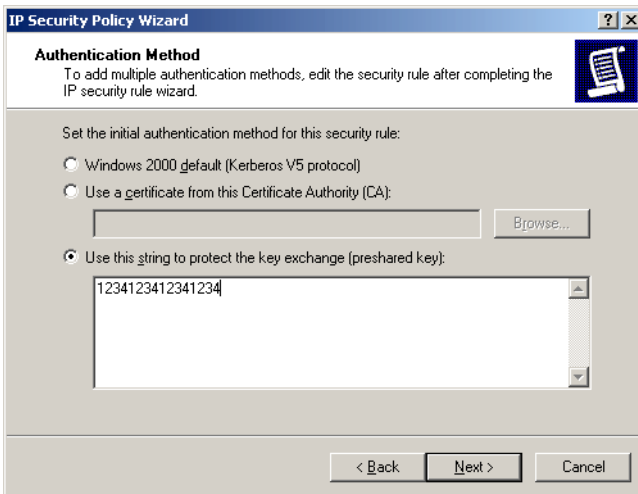 IP Security Policy Wizard
Authentication Method
To add multiple authentication methods, edit the security rule after completing the
IP security rule wizard.
Set the initial authentication method for this security rule:
Windows 2000 default (Kerberos V5 protocol)
Use a certificate from this Certificate Authority (CA):
Browse...
Use this string to protect the key exchange (preshared key):
1234123412341234
< Back Next > Cancel